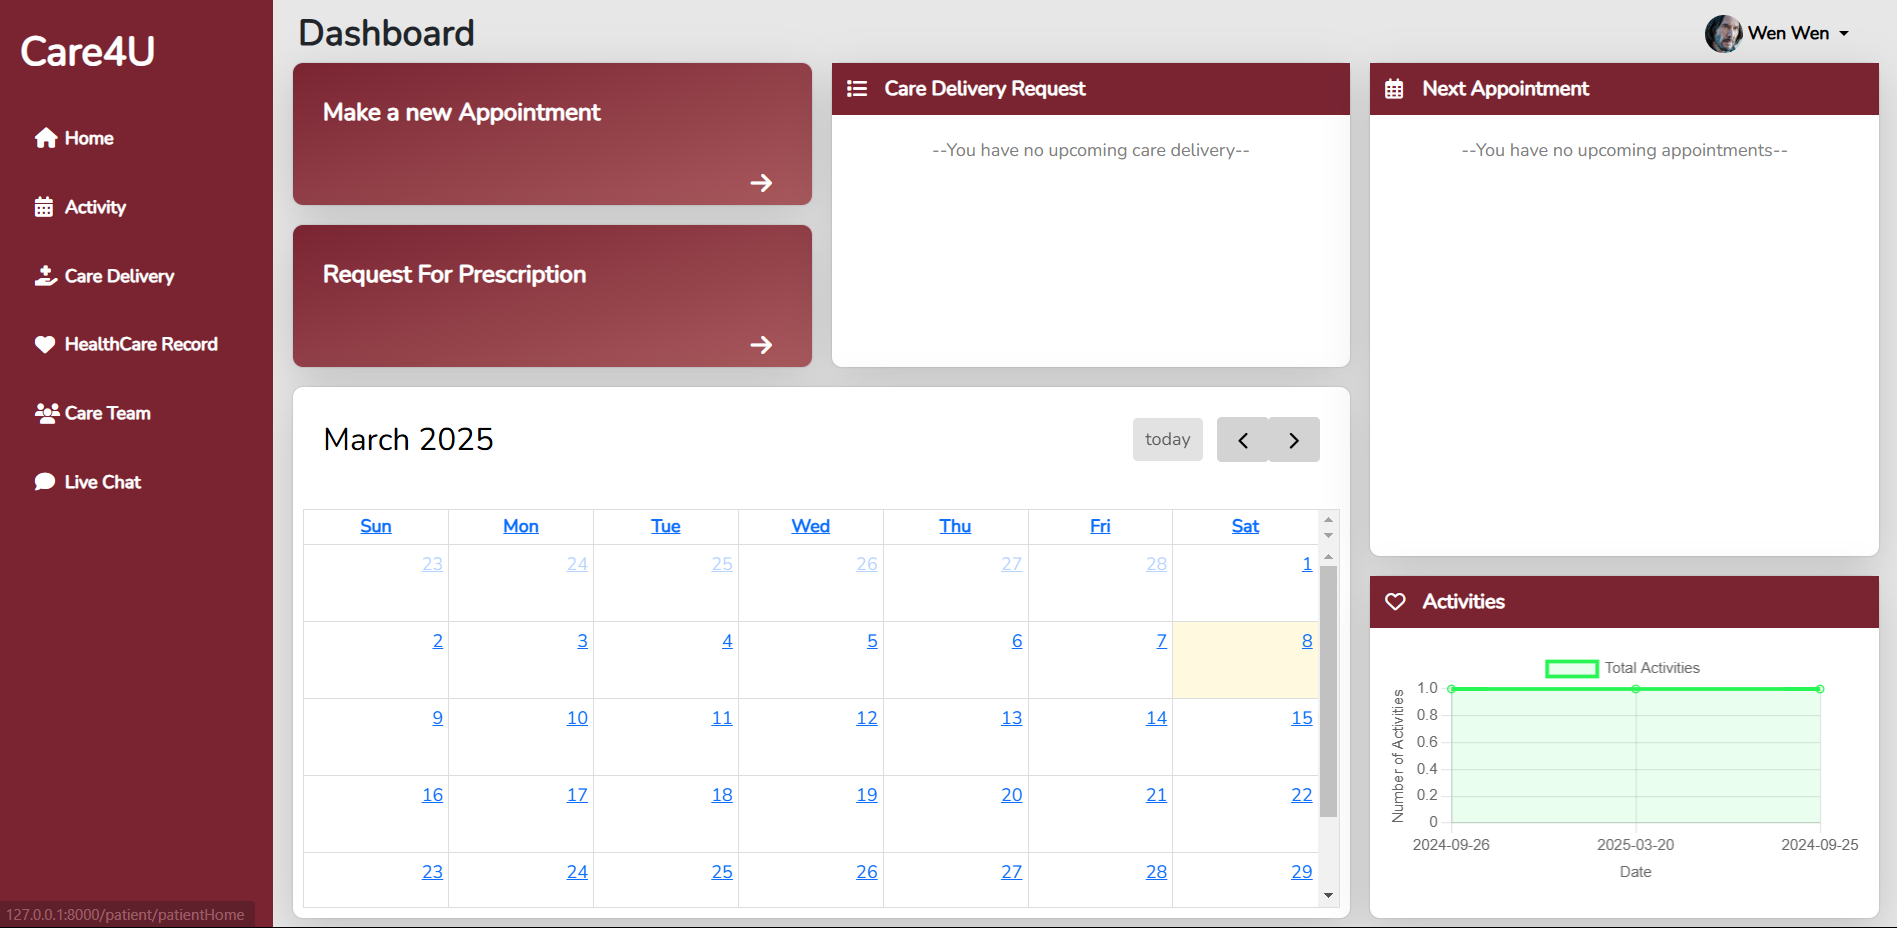 Care4U
Home
Activity
Care Delivery
HealthCare Record
Care Team
Live Chat
127.0.0.1:8000/patient/patientHome
Dashboard
Wen Wen
Make a new Appointment
Request For Prescription
Care Delivery Request
--You have no upcoming care delivery--
Next Appointment
--You have no upcoming appointments--
March 2025
today
Sun Mon Tue Wed Thu Fri Sat
23 24 25 26 27 28 1
2 3 4 5 6 7 8
9 10 11 12 13 14 15
16 17 18 19 20 21 22
23 24 25 26 27 28 29
Activities
Total Activities
Number of Activities
1.0
0.8
0.6
0.4
0.2
0
2024-09-26 2025-03-20 2024-09-25
Date